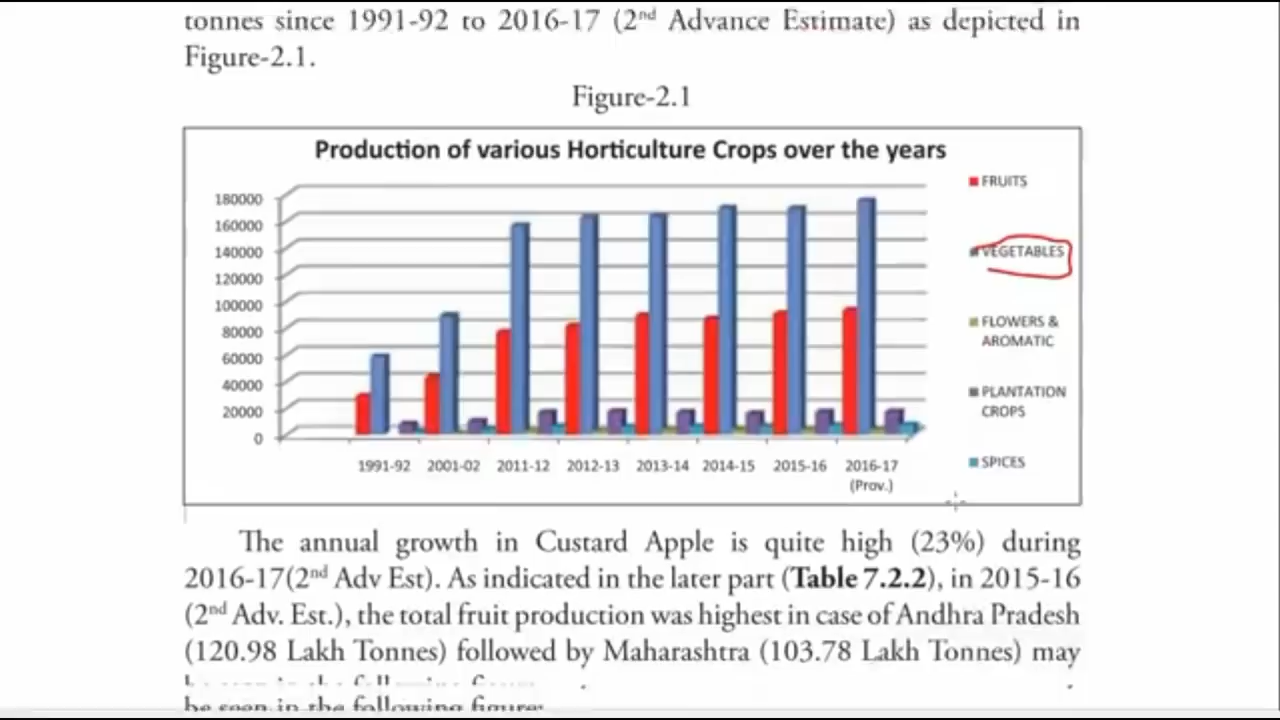 tonnes since 1991-92 to 2016-17 (2nd Advance Estimate) as depicted in
Figure-2.1.
Figure-2.1
Production of various Horticulture Crops over the years
180000
160000
140000
120000
100000
80000
60000
40000
20000
0
1991-92 2001-02 2011-12 2012-13 2013-14 2014-15 2015-16 2016-17
(Prov.)
FRUITS
VEGETABLES
FLOWERS &
AROMATIC
PLANTATION
CROPS
SPICES
The annual growth in Custard Apple is quite high (23%) during
2016-17(2nd Adv Est). As indicated in the later part (Table 7.2.2), in 2015-16
(2nd Adv. Est.), the total fruit production was highest in case of Andhra Pradesh
(120.98 Lakh Tonnes) followed by Maharashtra (103.78 Lakh Tonnes) may
be seen in the following figure: